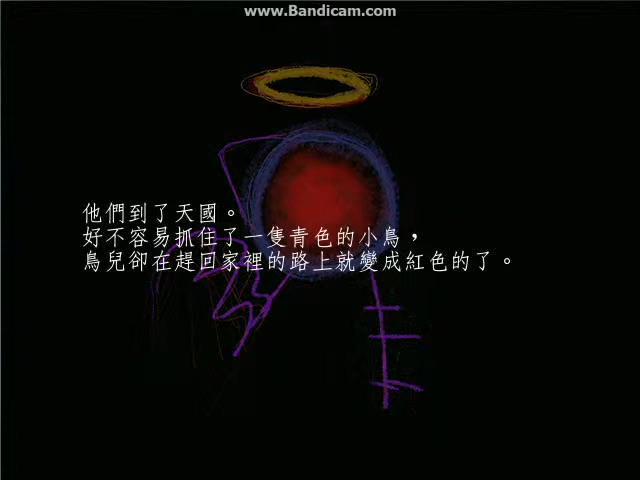 www.Bandicam.com
他們到了天國。
好不容易抓住了一隻青色的小鳥，
鳥兒卻在趕回家裡的路上就變成紅色的了。